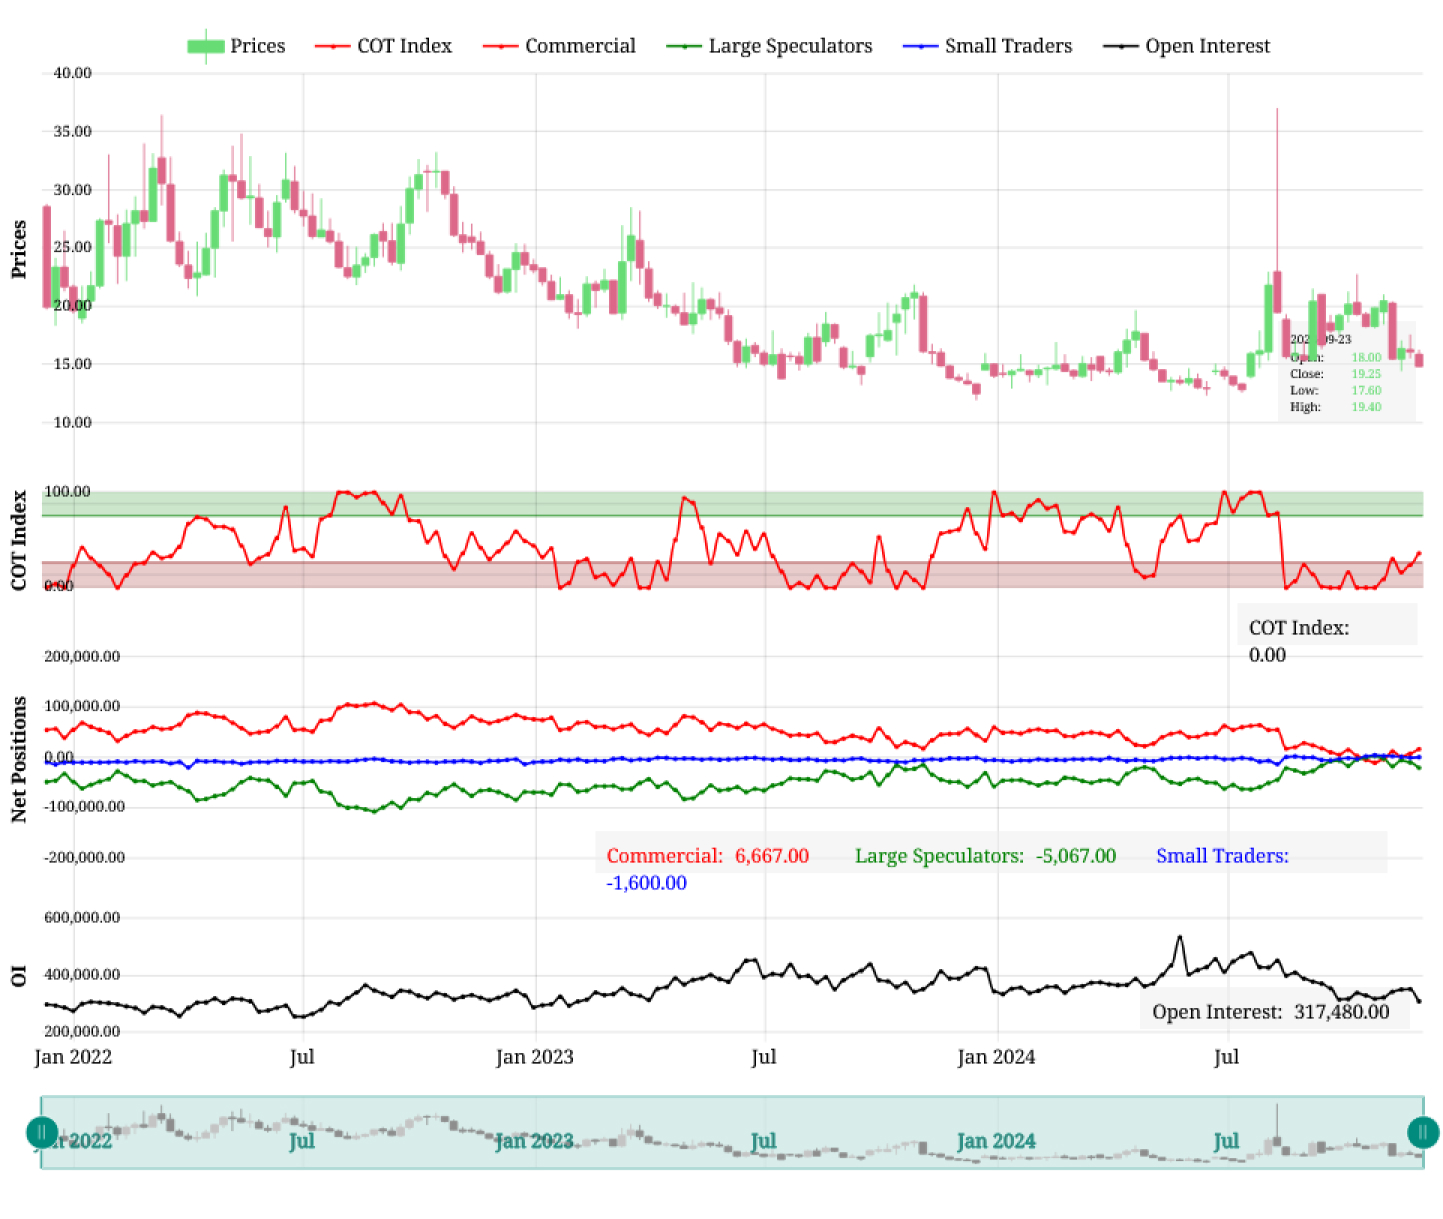 Prices COT Index Commercial Large Speculators Small Traders Open Interest
40.00
35.00
30.00
25.00
20.00
15.00
10.00
Prices
Open: 18.00
Close: 19.25
Low: 17.60
High: 19.40
100.00
0.00
COT Index
COT Index:
0.00
200,000.00
100,000.00
0.00
-100,000.00
-200,000.00
Net Positions
Commercial: 6,667.00 Large Speculators: -5,067.00 Small Traders:
-1,600.00
600,000.00
400,000.00
200,000.00
OI
Open Interest: 317,480.00
Jan 2022 Jul Jan 2023 Jul Jan 2024 Jul
2022 Jul Jan 2023 Jul Jan 2024 Jul